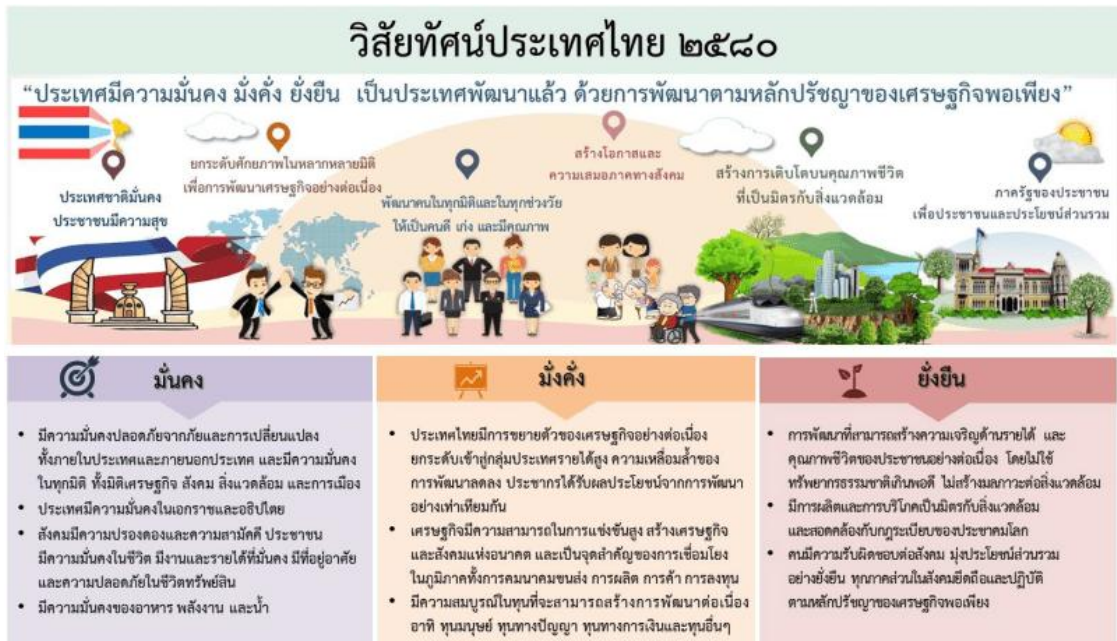 วิสัยทัศน์ประเทศไทย ๒๕๘๐
“ประเทศมีความมั่นคง มั่งคั่ง ยั่งยืน เป็นประเทศพัฒนาแล้ว ด้วยการพัฒนาตามหลักปรัชญาของเศรษฐกิจพอเพียง”
ประเทศชาติมั่นคง
ประชาชนมีความสุข
ยกระดับศักยภาพในหลากหลายมิติ
เพื่อการพัฒนาเศรษฐกิจอย่างต่อเนื่อง
พัฒนาคนในทุกมิติและในทุกช่วงวัย
ให้เป็นคนดี เก่ง และมีคุณภาพ
สร้างโอกาสและ
ความเสมอภาคทางสังคม
สร้างการเติบโตบนคุณภาพชีวิต
ที่เป็นมิตรกับสิ่งแวดล้อม
ภาครัฐของประชาชน
เพื่อประชาชนและประโยชน์ส่วนรวม
มั่นคง
• มีความมั่นคงปลอดภัยจากภัยและการเปลี่ยนแปลง
ทั้งภายในประเทศและภายนอกประเทศ และมีความมั่นคง
ในทุกมิติ ทั้งมิติเศรษฐกิจ สังคม สิ่งแวดล้อม และการเมือง
• ประเทศมีความมั่นคงในเอกราชและอธิปไตย
• สังคมมีความปรองดองและความสามัคคี ประชาชน
มีความมั่นคงในชีวิต มีงานและรายได้ที่มั่นคง มีที่อยู่อาศัย
และความปลอดภัยในชีวิตทรัพย์สิน
• มีความมั่นคงของอาหาร พลังงาน และน้ำ
มั่งคั่ง
• ประเทศไทยมีการขยายตัวของเศรษฐกิจอย่างต่อเนื่อง
ยกระดับเข้าสู่กลุ่มประเทศรายได้สูง ความเหลื่อมล้ำของ
การพัฒนาลดลง ประชากรได้รับผลประโยชน์จากการพัฒนา
อย่างเท่าเทียมกัน
• เศรษฐกิจมีความสามารถในการแข่งขันสูง สร้างเศรษฐกิจ
และสังคมแห่งอนาคต และเป็นจุดสำคัญของการเชื่อมโยง
ในภูมิภาคทั้งการคมนาคมขนส่ง การผลิต การค้า การลงทุน
• มีความสมบูรณ์ในทุนที่จะสามารถสร้างการพัฒนาต่อเนื่อง
อาทิ ทุนมนุษย์ ทุนทางปัญญา ทุนทางการเงินและทุนอื่นๆ
ยั่งยืน
• การพัฒนาที่สามารถสร้างความเจริญด้านรายได้ และ
คุณภาพชีวิตของประชาชนอย่างต่อเนื่อง โดยไม่ใช้
ทรัพยากรธรรมชาติเกินพอดี ไม่สร้างมลภาวะต่อสิ่งแวดล้อม
• มีการผลิตและการบริโภคเป็นมิตรกับสิ่งแวดล้อม
และสอดคล้องกับกฎระเบียบของประชาคมโลก
• คนมีความรับผิดชอบต่อสังคม มุ่งประโยชน์ส่วนรวม
อย่างยั่งยืน ทุกภาคส่วนในสังคมยึดถือและปฏิบัติ
ตามหลักปรัชญาของเศรษฐกิจพอเพียง